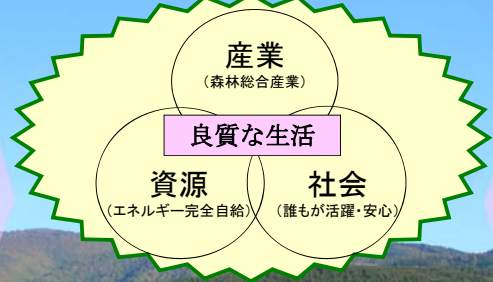 産業
（森林総合産業）
良質な生活
資源
（エネルギー完全自給）
社会
（誰もが活躍・安心）